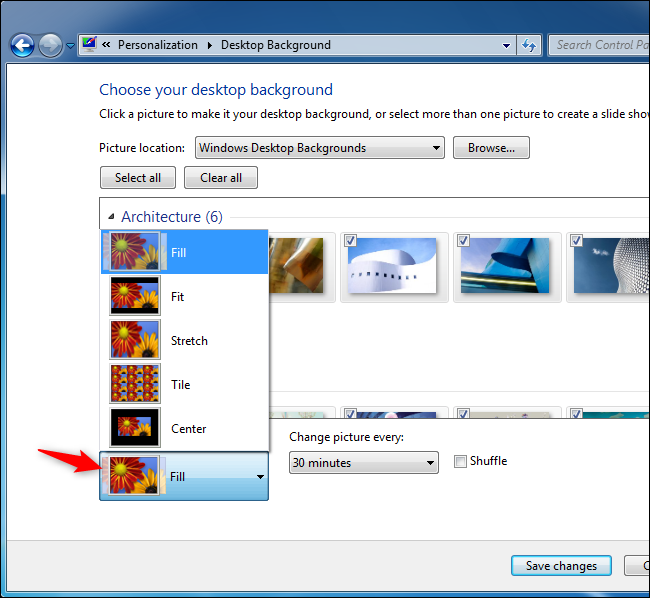 « Personalization ▸ Desktop Background
Search Control Pa
Choose your desktop background
Click a picture to make it your desktop background, or select more than one picture to create a slide show
Picture location: Windows Desktop Backgrounds Browse...
Select all Clear all
Architecture (6)
Fill
Fit
Stretch
Tile
Center
Change picture every:
Fill 30 minutes Shuffle
Save changes C